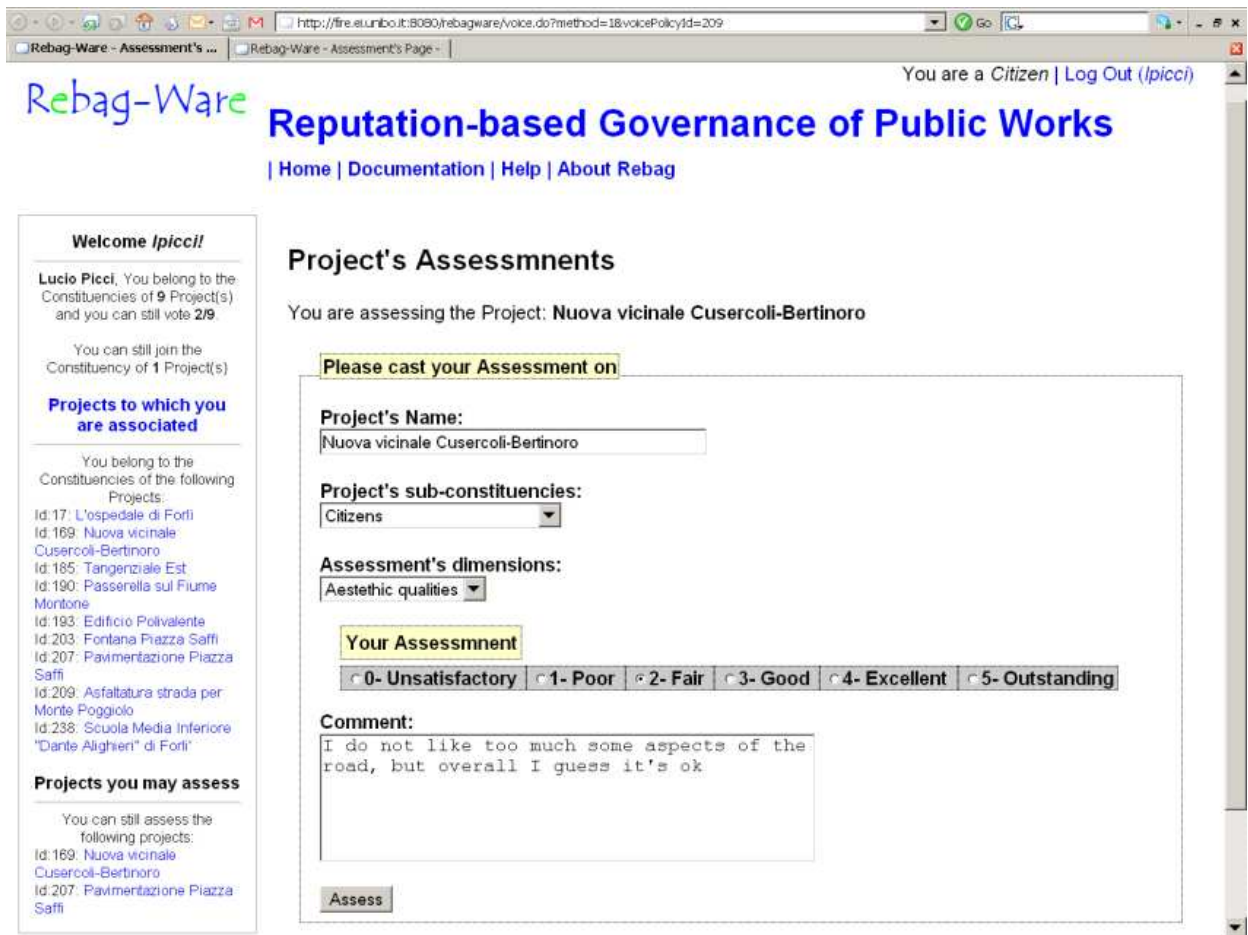 http://fire.ei.unibo.it:8080/rebagware/voice.do?method=1&voicePolicyId=209
Go
Rebag-Ware - Assessment's ...
Rebag-Ware - Assessment's Page -
You are a Citizen | Log Out (lpicci)
Rebag-Ware
Reputation-based Governance of Public Works
| Home | Documentation | Help | About Rebag
Welcome lpicci!
Lucio Picci, You belong to the
Constituencies of 9 Project(s)
and you can still vote 2/9.
You can still join the
Constituency of 1 Project(s)
Projects to which you
are associated
You belong to the
Constituencies of the following
Projects:
Id:17: L'ospedale di Forlì
Id:169: Nuova vicinale
Cusercoli-Bertinoro
Id:185: Tangenziale Est
Id:190: Passerella sul Fiume
Montone
Id:193: Edificio Polivalente
Id:203: Fontana Piazza Saffi
Id:207: Pavimentazione Piazza
Saffi
Id:209: Asfaltatura strada per
Monte Poggiolo
Id:238: Scuola Media Inferiore
"Dante Alighieri" di Forli'
Projects you may assess
You can still assess the
following projects:
Id:169: Nuova vicinale
Cusercoli-Bertinoro
Id:207: Pavimentazione Piazza
Saffi
Project's Assessmnents
You are assessing the Project: Nuova vicinale Cusercoli-Bertinoro
Please cast your Assessment on
Project's Name:
Nuova vicinale Cusercoli-Bertinoro
Project's sub-constituencies:
Citizens
Assessment's dimensions:
Aestethic qualities
Your Assessmnent
0- Unsatisfactory 1- Poor 2- Fair 3- Good 4- Excellent 5- Outstanding
Comment:
I do not like too much some aspects of the
road, but overall I guess it's ok
Assess